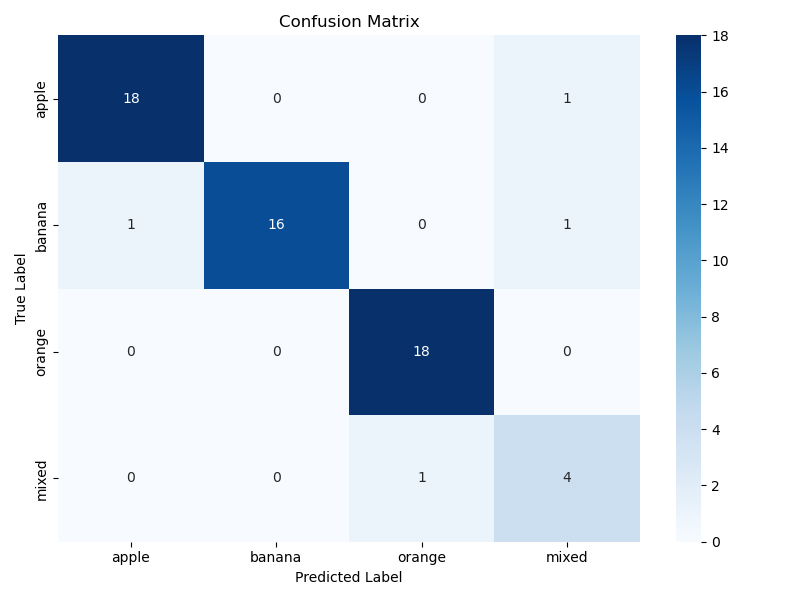 Confusion Matrix
True Label
apple 18 0 0 1
banana 1 16 0 1
orange 0 0 18 0
mixed 0 0 1 4
apple banana orange mixed
Predicted Label
18
16
14
12
10
8
6
4
2
0